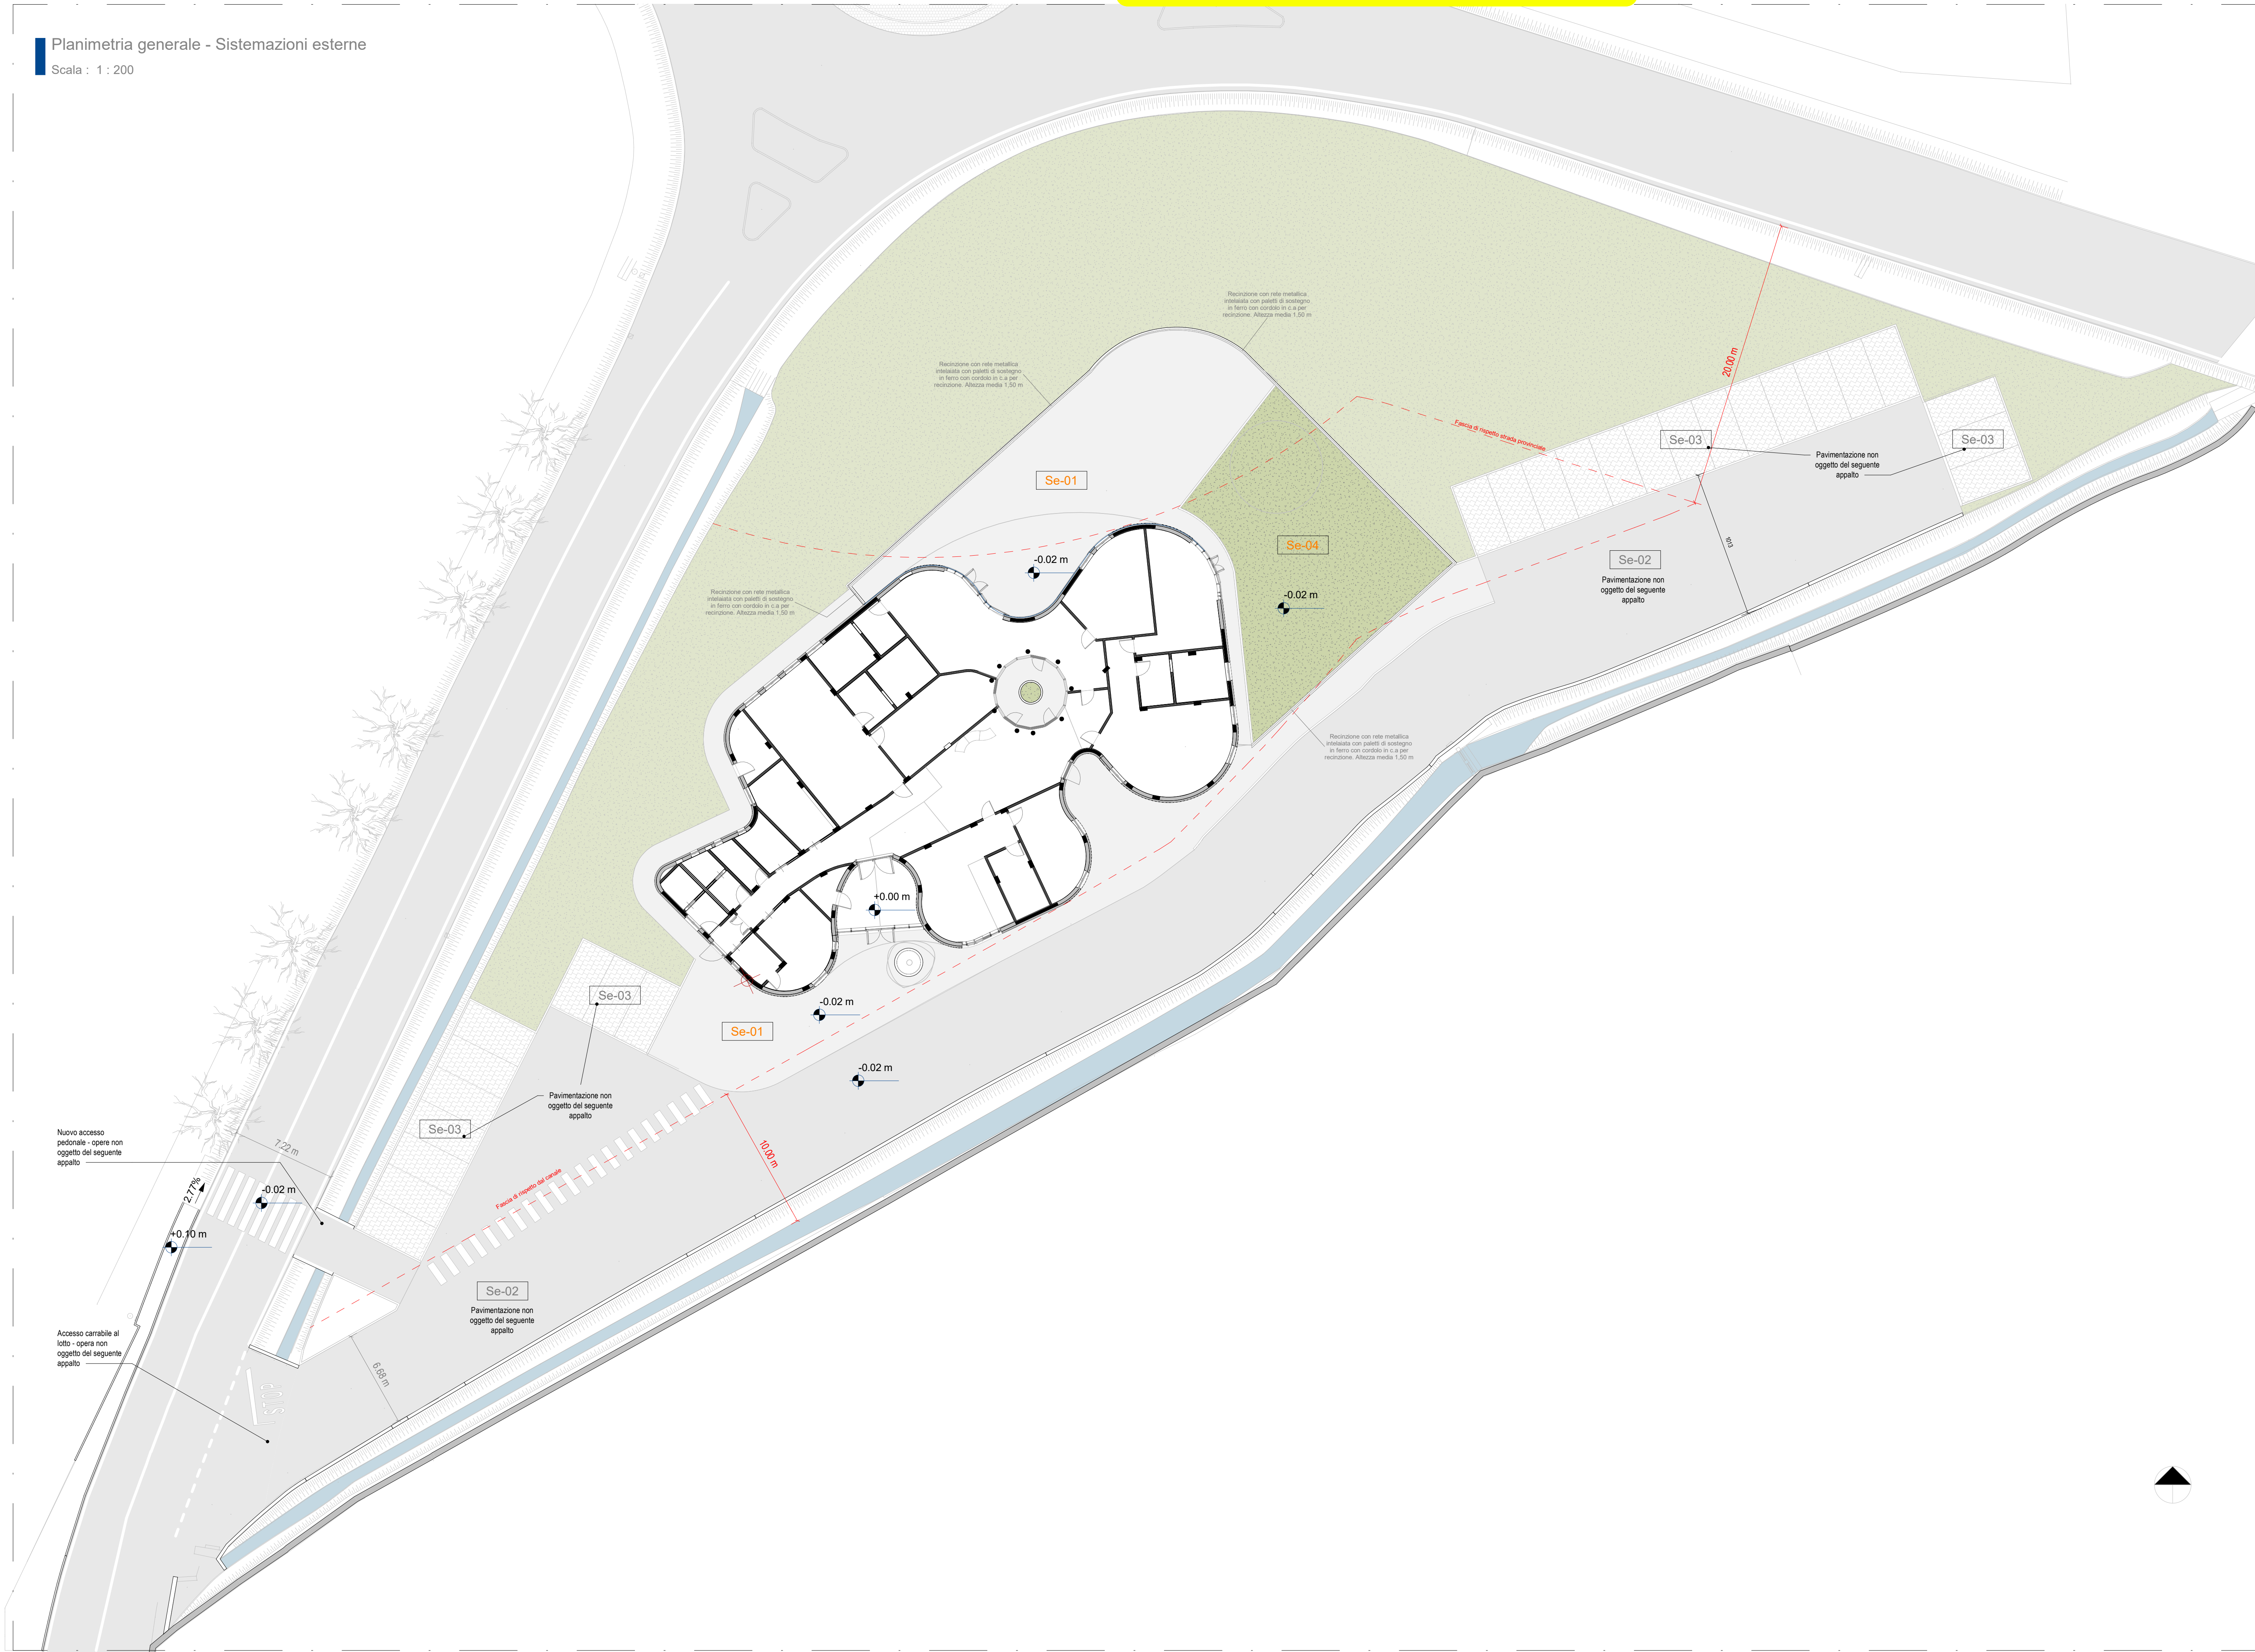 Planimetria generale - Sistemazioni esterne
Scala : 1 : 200
Recinzione con rete metallica
intelaiata con paletti di sostegno
in ferro con cordolo in c.a per
recinzione. Altezza media 1,50 m
Recinzione con rete metallica
intelaiata con paletti di sostegno
in ferro con cordolo in c.a per
recinzione. Altezza media 1,50 m
20.00 m
Fascia di rispetto strada provinciale
Se-03
Se-03
Pavimentazione non
oggetto del seguente
appalto
Se-01
Se-04
1013
Se-02
Pavimentazione non
oggetto del seguente
appalto
-0.02 m
-0.02 m
Recinzione con rete metallica
intelaiata con paletti di sostegno
in ferro con cordolo in c.a per
recinzione. Altezza media 1,50 m
Recinzione con rete metallica
intelaiata con paletti di sostegno
in ferro con cordolo in c.a per
recinzione. Altezza media 1,50 m
+0.00 m
Se-03
-0.02 m
Se-01
-0.02 m
Pavimentazione non
oggetto del seguente
appalto
Se-03
10.00 m
Nuovo accesso
pedonale - opere non
oggetto del seguente
appalto
7.22 m
2.77%
-0.02 m
Fascia di rispetto dal canale
+0.10 m
Se-02
Pavimentazione non
oggetto del seguente
appalto
Accesso carrabile al
lotto - opera non
oggetto del seguente
appalto
6.68 m
STOP